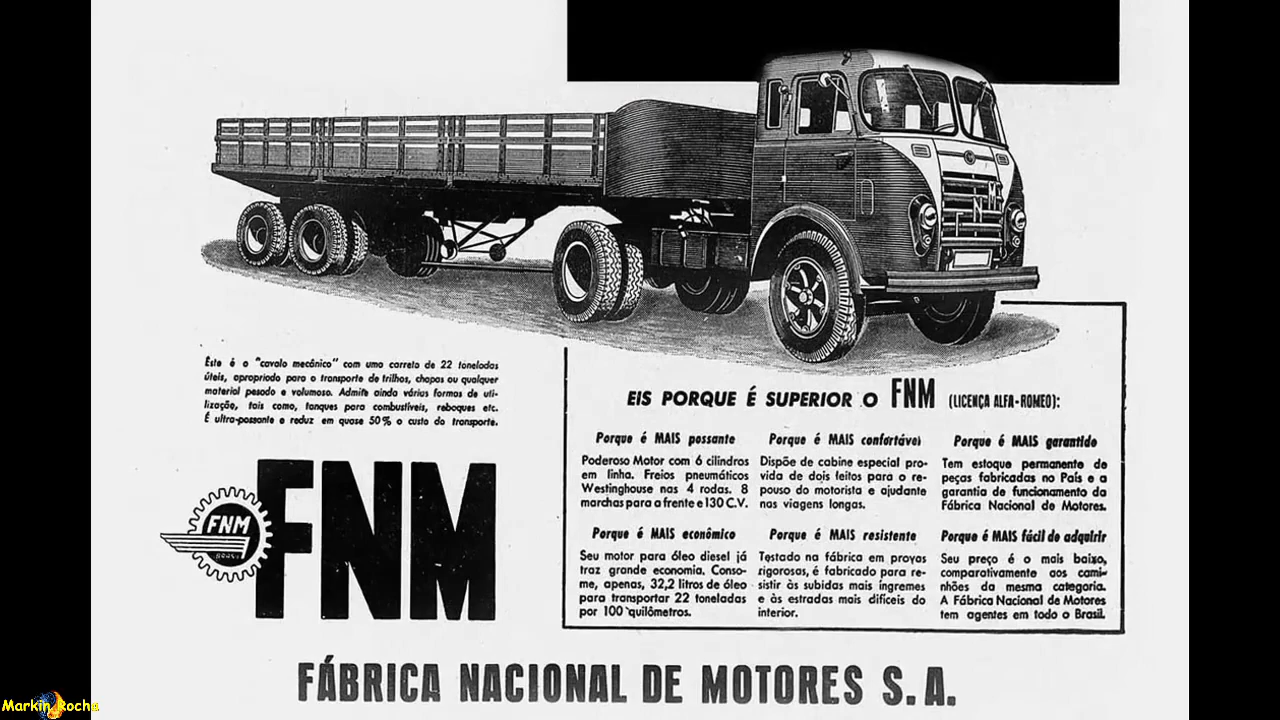 Êste é o "cavalo mecânico" com uma carreta de 22 toneladas
úteis, apropriado para o transporte de trilhos, chapas ou qualquer
material pesado e volumoso. Admite ainda várias formas de uti-
lização, tais como, tanques para combustíveis, reboques etc.
É ultra-possante e reduz em quase 50% o custo do transporte.
FNM
BRASIL
FNM
EIS PORQUE É SUPERIOR O FNM (LICENÇA ALFA-ROMEO):
Porque é MAIS possante
Poderoso Motor com 6 cilindros
em linha. Freios pneumáticos
Westinghouse nas 4 rodas. 8
marchas para a frente e 130 C.V.
Porque é MAIS confortável
Dispõe de cabine especial pro-
vida de dois leitos para o re-
pouso do motorista e ajudante
nas viagens longas.
Porque é MAIS garantido
Tem estoque permanente de
peças fabricadas no País e a
garantia de funcionamento da
Fábrica Nacional de Motores.
Porque é MAIS econômico
Seu motor para óleo diesel já
traz grande economia. Conso-
me, apenas, 32,2 litros de óleo
para transportar 22 toneladas
por 100 quilômetros.
Porque é MAIS resistente
Testado na fábrica em provas
rigorosas, é fabricado para re-
sistir às subidas mais ingremes
e às estradas mais difíceis do
interior.
Porque é MAIS fácil de adquirir
Seu preço é o mais baixo,
comparativamente aos cami-
nhões da mesma categoria.
A Fábrica Nacional de Motores
tem agentes em todo o Brasil.
FÁBRICA NACIONAL DE MOTORES S.A.
Markin Rocha